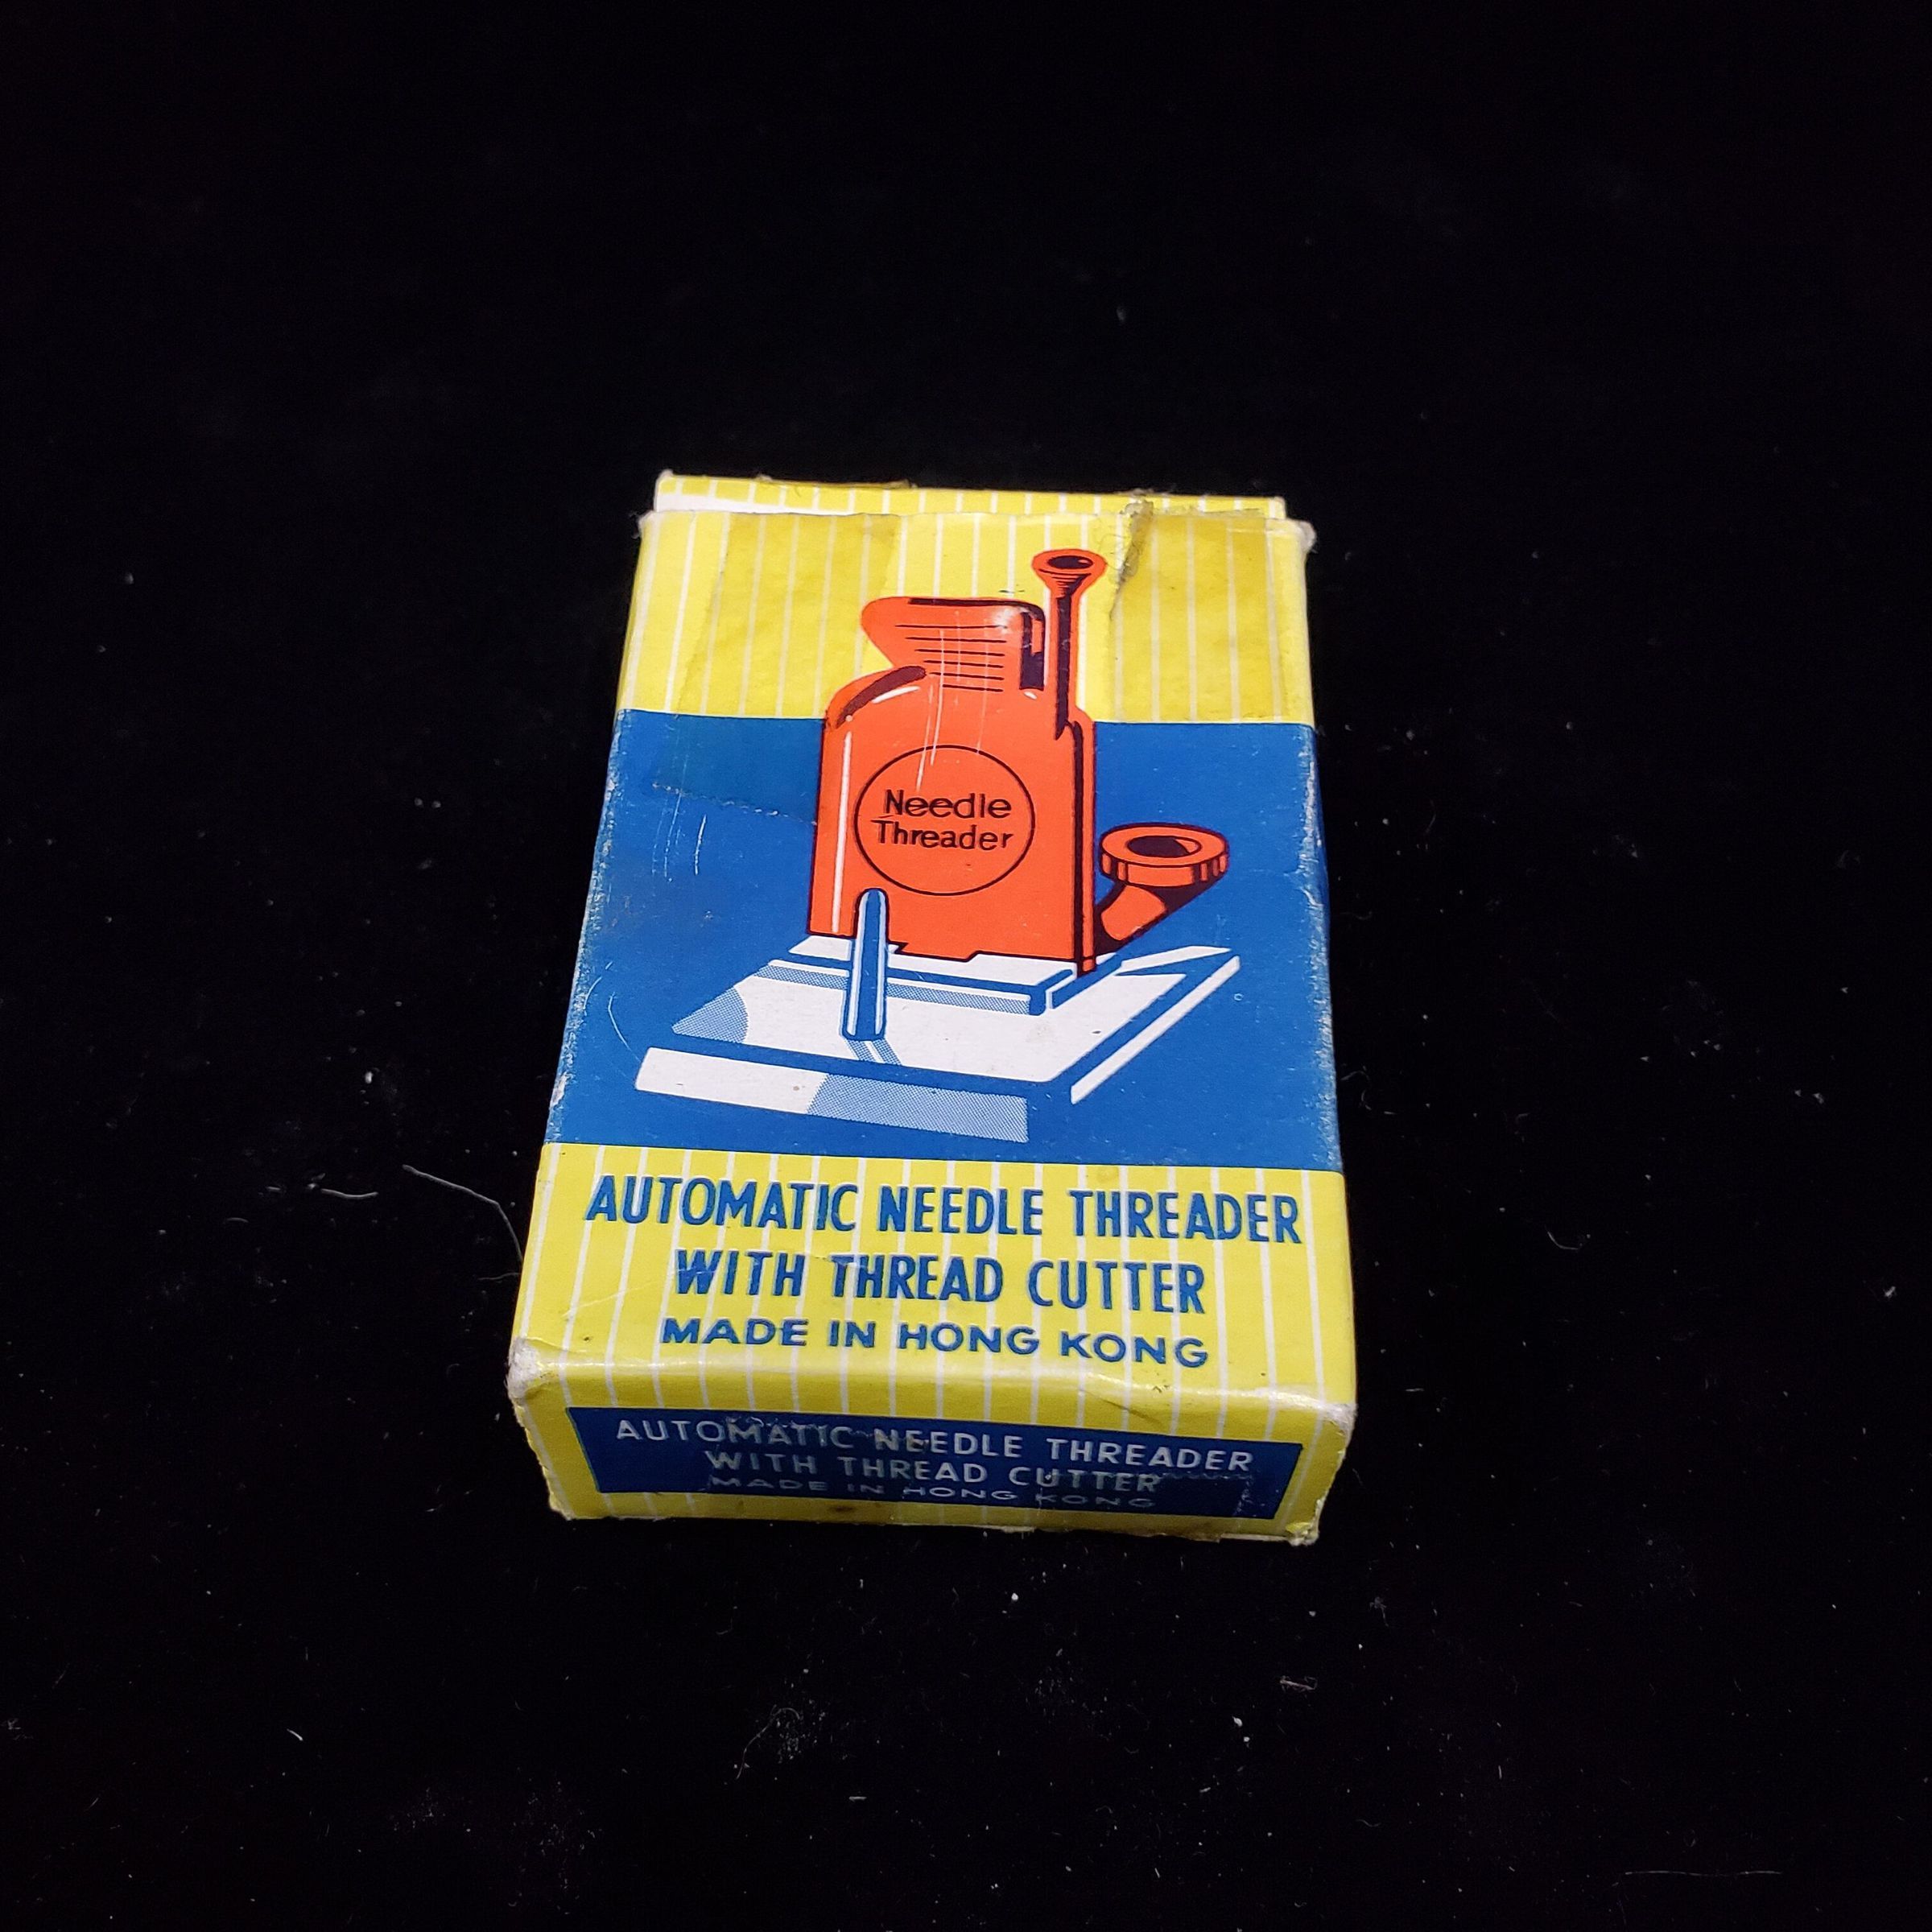 Needle
Threader
AUTOMATIC NEEDLE THREADER
WITH THREAD CUTTER
MADE IN HONG KONG
AUTOMATIC NEEDLE THREADER
WITH THREAD CUTTER
MADE IN HONG KONG